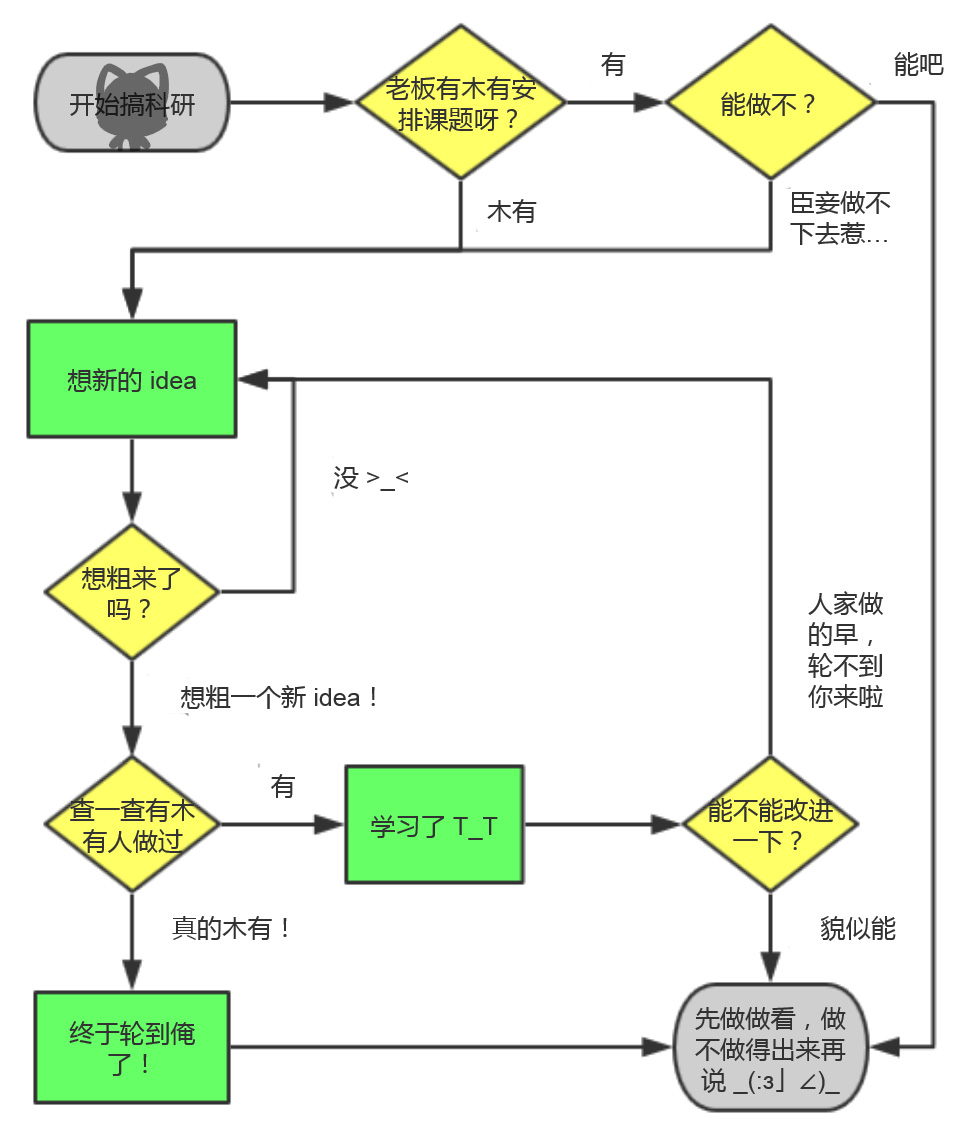 开始搞科研
老板有木有安
排课题呀？
有
能做不？
能吧
木有
臣妾做不
下去惹...
想新的 idea
没 >_<
想粗来了
吗？
人家做
的早，
轮不到
你来啦
想粗一个新 idea！
查一查有木
有人做过
有
学习了 T_T
能不能改进
一下？
真的木有！
貌似能
终于轮到俺
了！
先做做看，做
不做得出来再
说 _(:з」∠)_